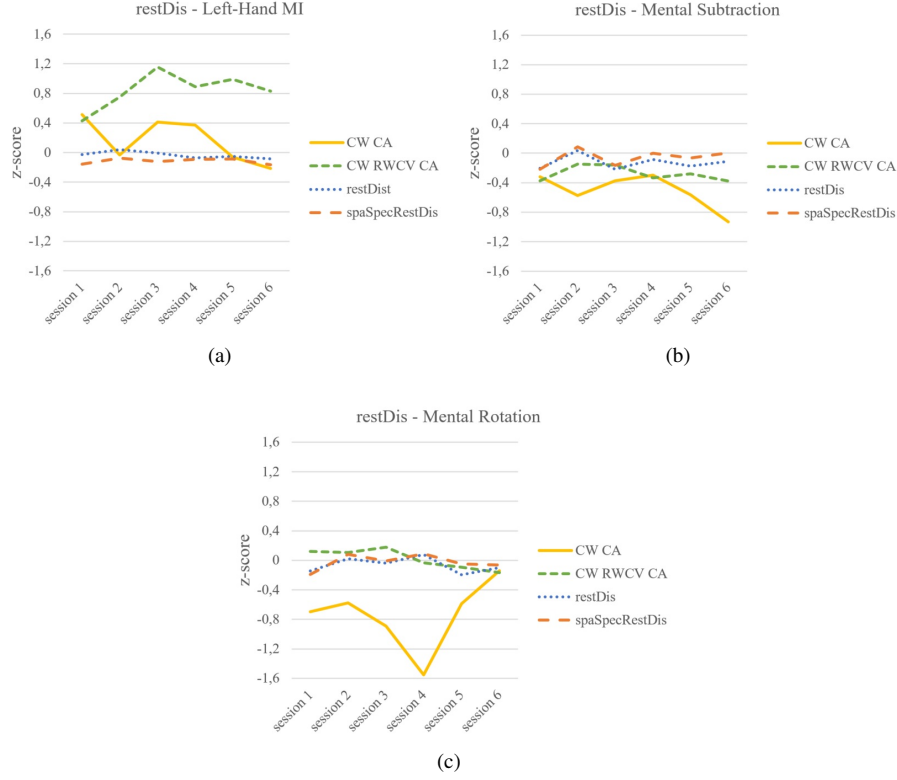 restDis - Left-Hand MI
1,6
1,2
0,8
0,4
0
-0,4
-0,8
-1,2
-1,6
z-score
session 1
session 2
session 3
session 4
session 5
session 6
CW CA
CW RWCV CA
restDist
spaSpecRestDis
(a)
restDis - Mental Subtraction
1,6
1,2
0,8
0,4
0
-0,4
-0,8
-1,2
-1,6
z-score
session 1
session 2
session 3
session 4
session 5
session 6
CW CA
CW RWCV CA
restDis
spaSpecRestDis
(b)
restDis - Mental Rotation
1,6
1,2
0,8
0,4
0
-0,4
-0,8
-1,2
-1,6
z-score
session 1
session 2
session 3
session 4
session 5
session 6
CW CA
CW RWCV CA
restDis
spaSpecRestDis
(c)